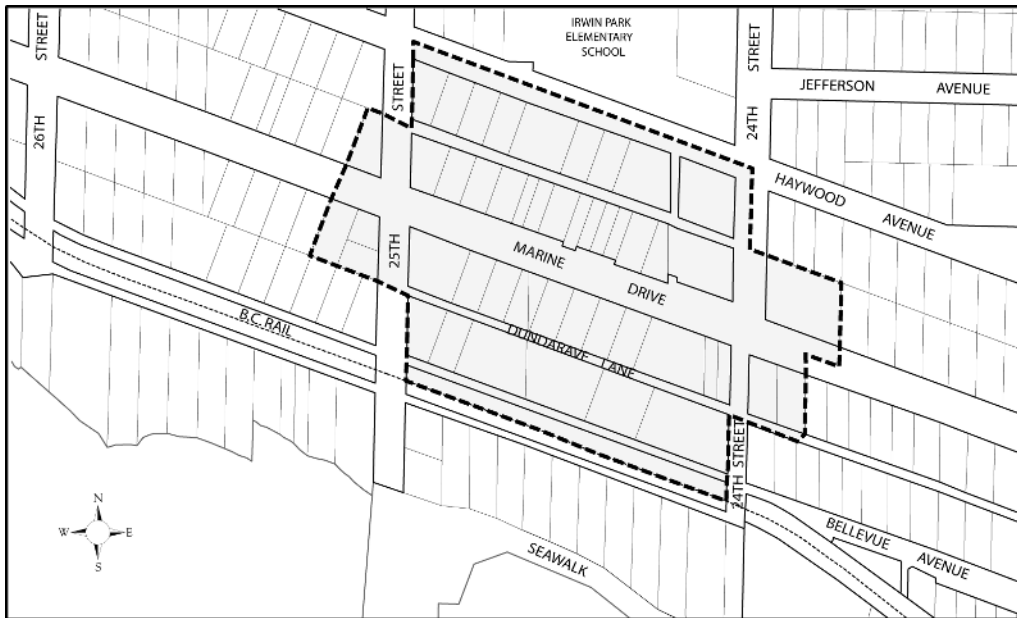 IRWIN PARK
ELEMENTARY
SCHOOL
26TH STREET
25TH STREET
24TH STREET
JEFFERSON AVENUE
HAYWOOD AVENUE
MARINE DRIVE
DUNDARAVE LANE
B.C. RAIL
24TH STREET
BELLEVUE AVENUE
SEAWALK
N
W E
S